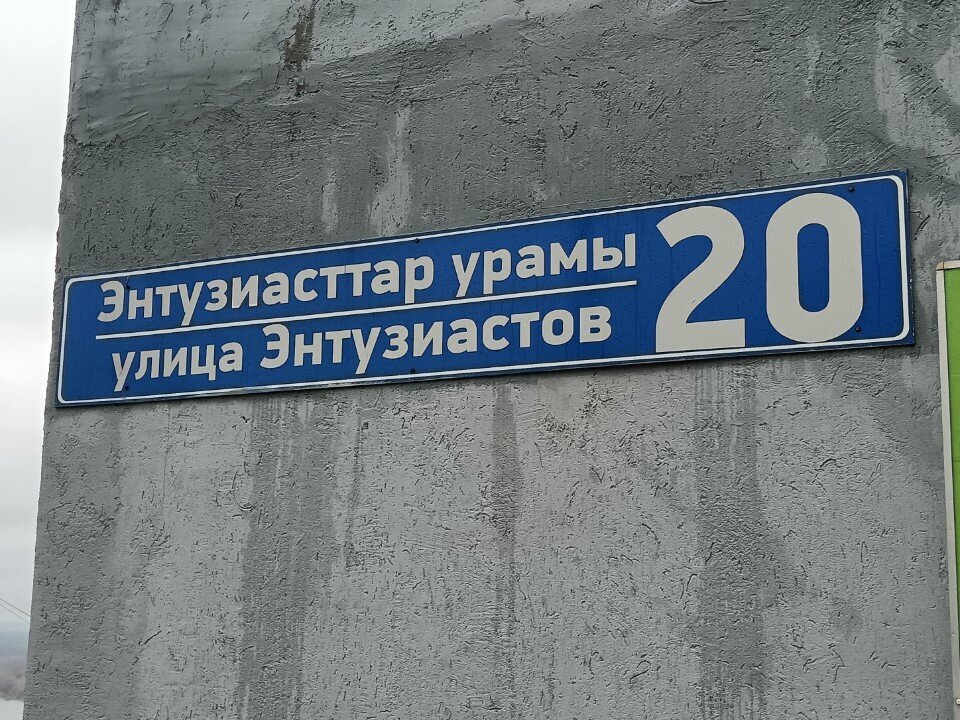 Энтузиасттар урамы
улица Энтузиастов
20